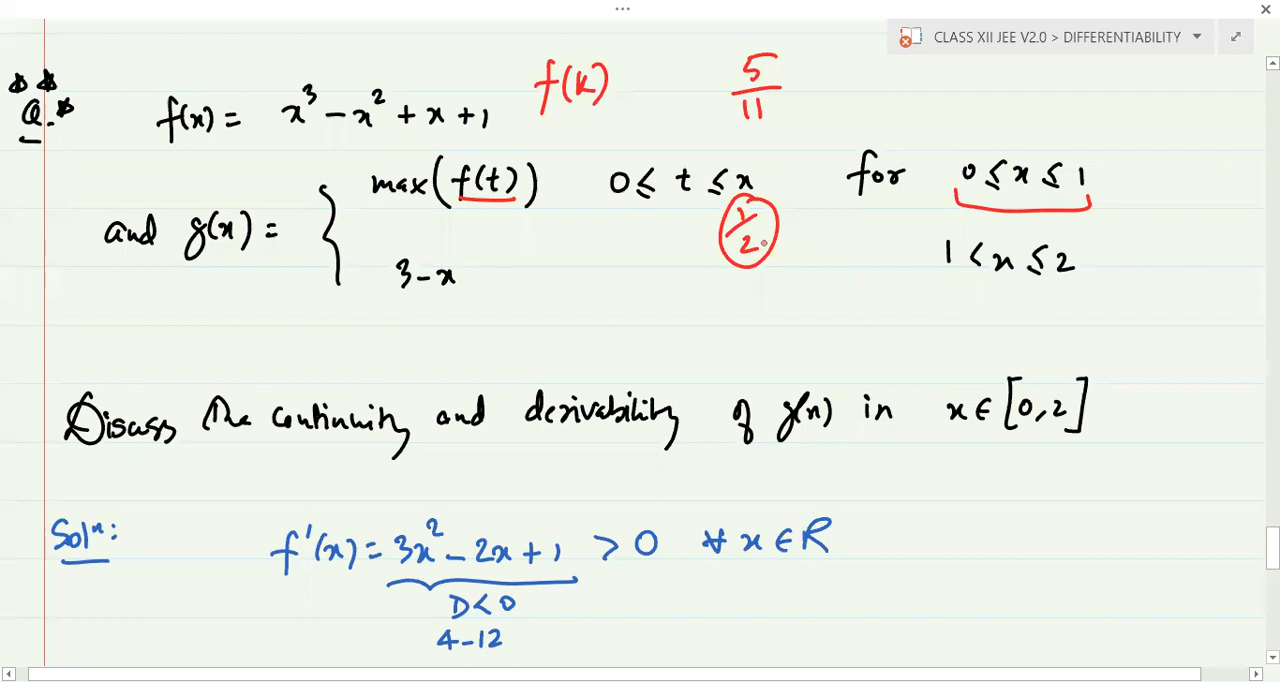 CLASS XII JEE V2.0 > DIFFERENTIABILITY
Q. f(x) = x³ - x² + x + 1 f(k) 5/11
and g(x) = { max(f(t)) 0 ≤ t ≤ x for 0 ≤ x ≤ 1
1/2
3 - x 1 < x ≤ 2
Discuss the continuity and derivability of g(x) in x ∈ [0, 2]
Solⁿ: f'(x) = 3x² - 2x + 1 > 0 ∀ x ∈ R
D < 0
4 - 12